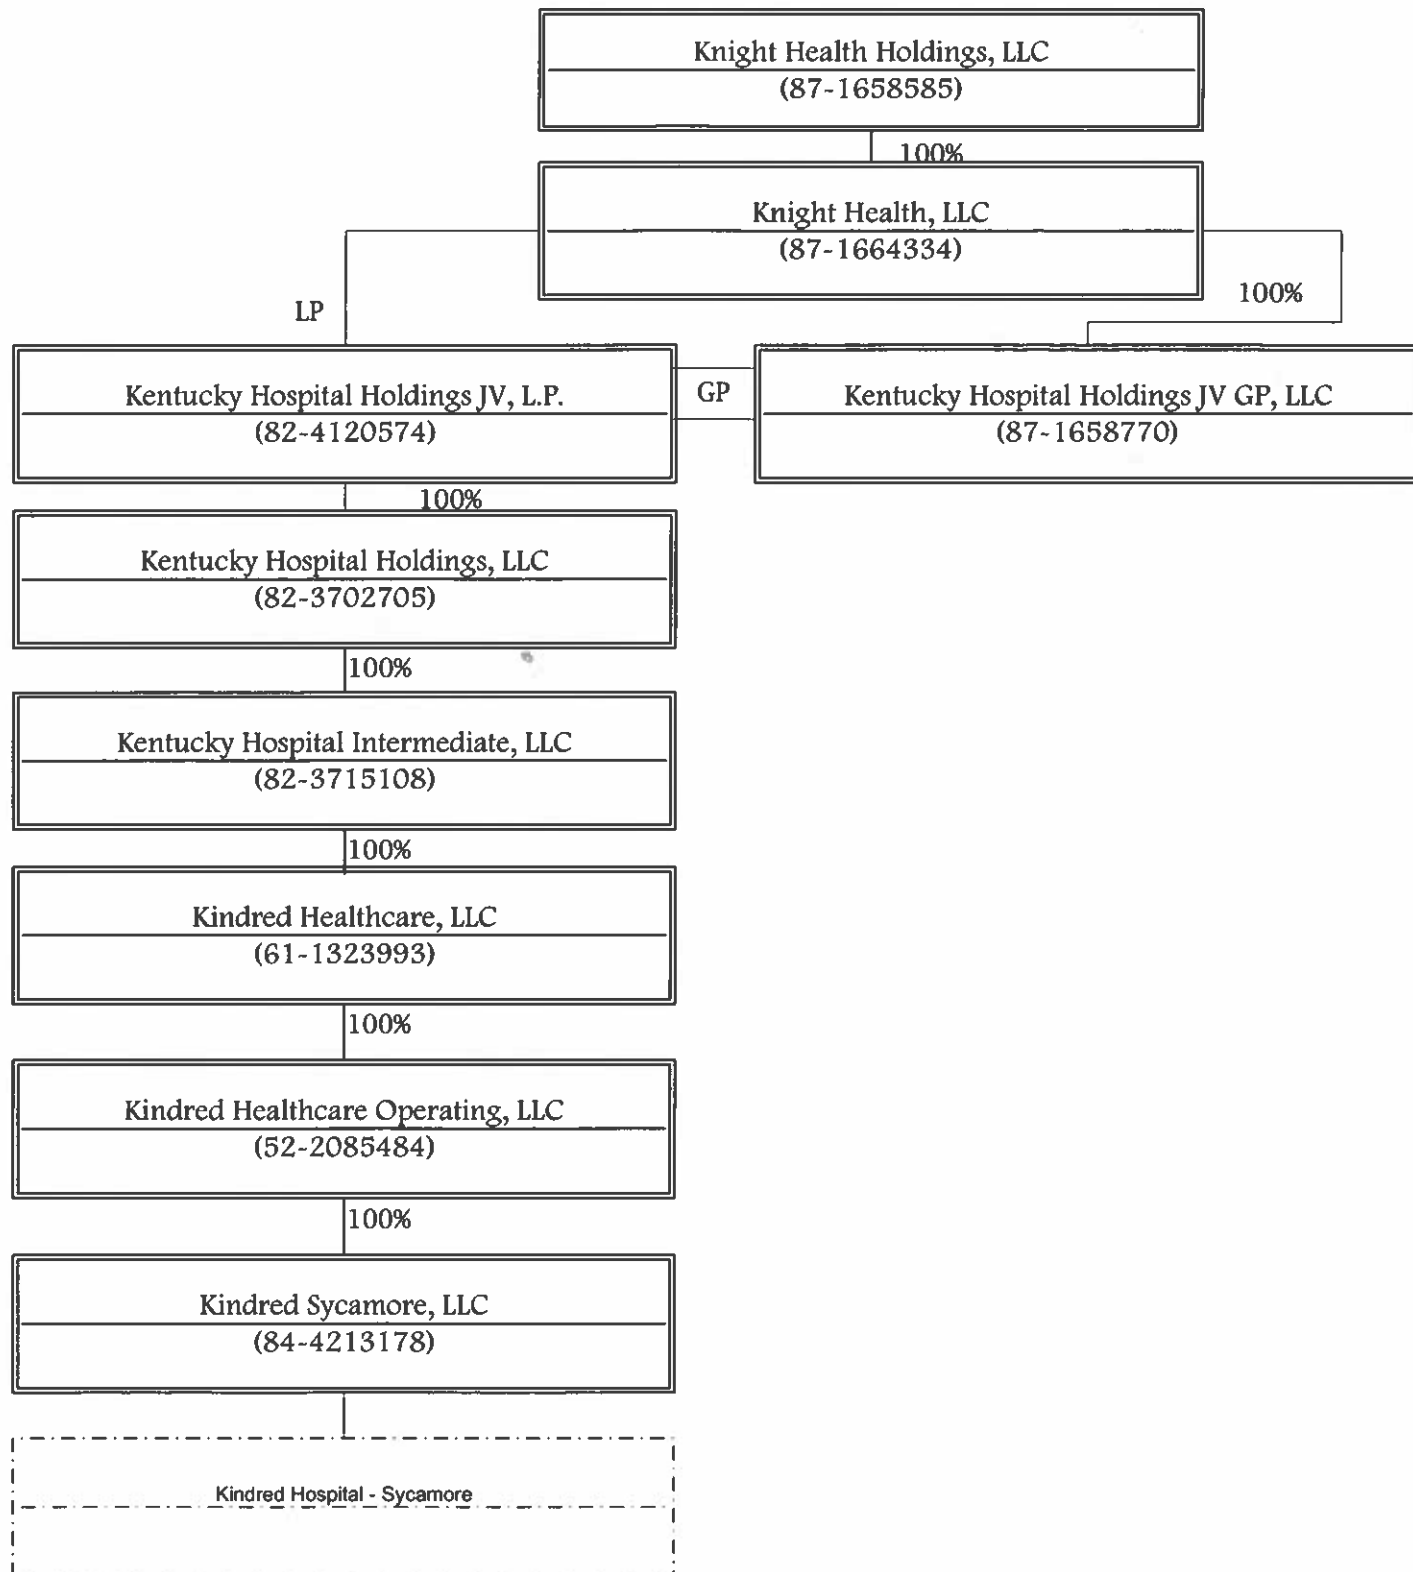 Knight Health Holdings, LLC
(87-1658585)
100%
Knight Health, LLC
(87-1664334)
LP
100%
Kentucky Hospital Holdings JV, L.P.
(82-4120574)
GP
Kentucky Hospital Holdings JV GP, LLC
(87-1658770)
100%
Kentucky Hospital Holdings, LLC
(82-3702705)
100%
Kentucky Hospital Intermediate, LLC
(82-3715108)
100%
Kindred Healthcare, LLC
(61-1323993)
100%
Kindred Healthcare Operating, LLC
(52-2085484)
100%
Kindred Sycamore, LLC
(84-4213178)
Kindred Hospital - Sycamore